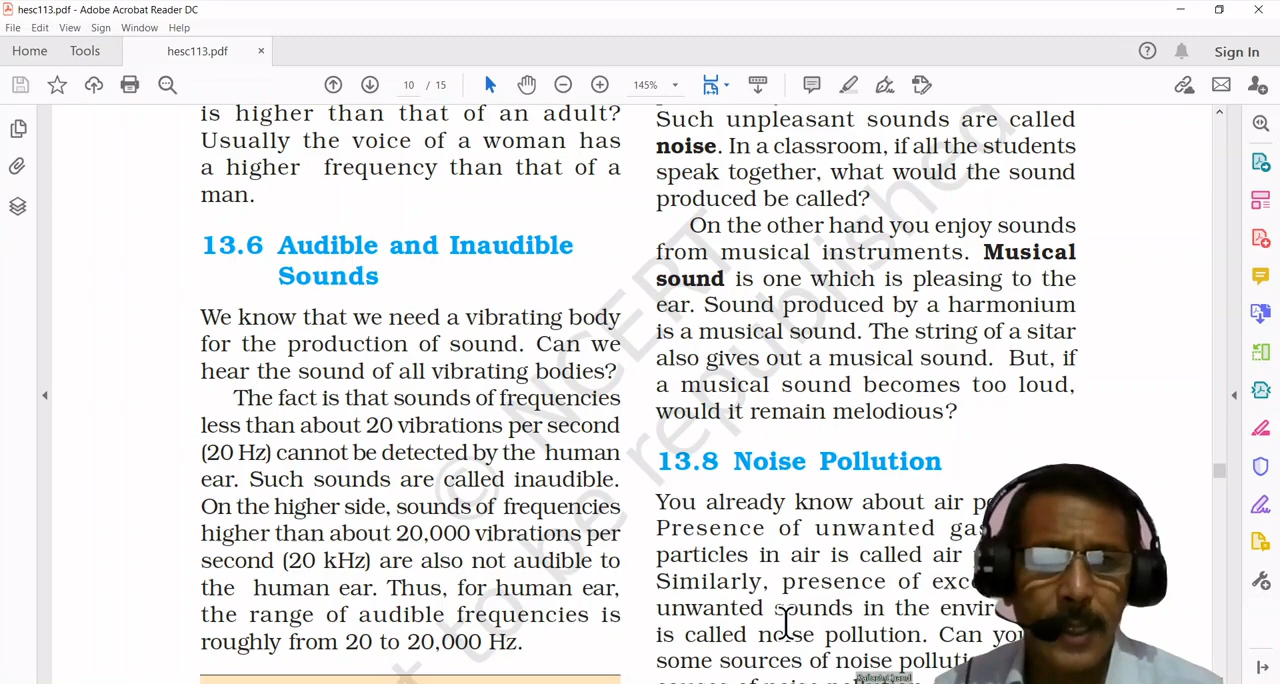 hesc113.pdf - Adobe Acrobat Reader DC
File Edit View Sign Window Help
Home Tools hesc113.pdf × Sign In
10 / 15 145%
is higher than that of an adult?
Usually the voice of a woman has
a higher frequency than that of a
man.
13.6 Audible and Inaudible
Sounds
We know that we need a vibrating body
for the production of sound. Can we
hear the sound of all vibrating bodies?
The fact is that sounds of frequencies
less than about 20 vibrations per second
(20 Hz) cannot be detected by the human
ear. Such sounds are called inaudible.
On the higher side, sounds of frequencies
higher than about 20,000 vibrations per
second (20 kHz) are also not audible to
the human ear. Thus, for human ear,
the range of audible frequencies is
roughly from 20 to 20,000 Hz.
Such unpleasant sounds are called
noise. In a classroom, if all the students
speak together, what would the sound
produced be called?
On the other hand you enjoy sounds
from musical instruments. Musical
sound is one which is pleasing to the
ear. Sound produced by a harmonium
is a musical sound. The string of a sitar
also gives out a musical sound. But, if
a musical sound becomes too loud,
would it remain melodious?
13.8 Noise Pollution
You already know about air
Presence of unwanted
particles in air is called air
Similarly, presence of
unwanted sounds in the
is called noise pollution. Can
some sources of noise
© NCERT
not to be republished